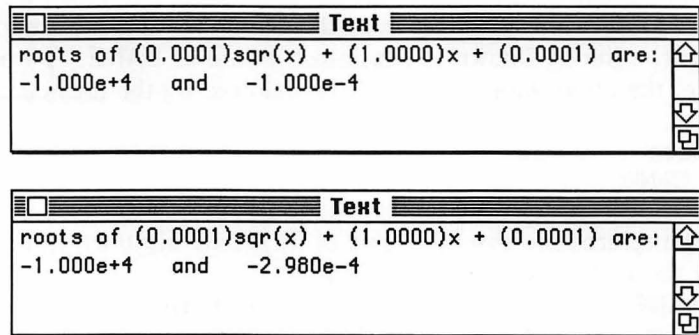 Text
roots of (0.0001)sqr(x) + (1.0000)x + (0.0001) are:
-1.000e+4 and -1.000e-4
Text
roots of (0.0001)sqr(x) + (1.0000)x + (0.0001) are:
-1.000e+4 and -2.980e-4